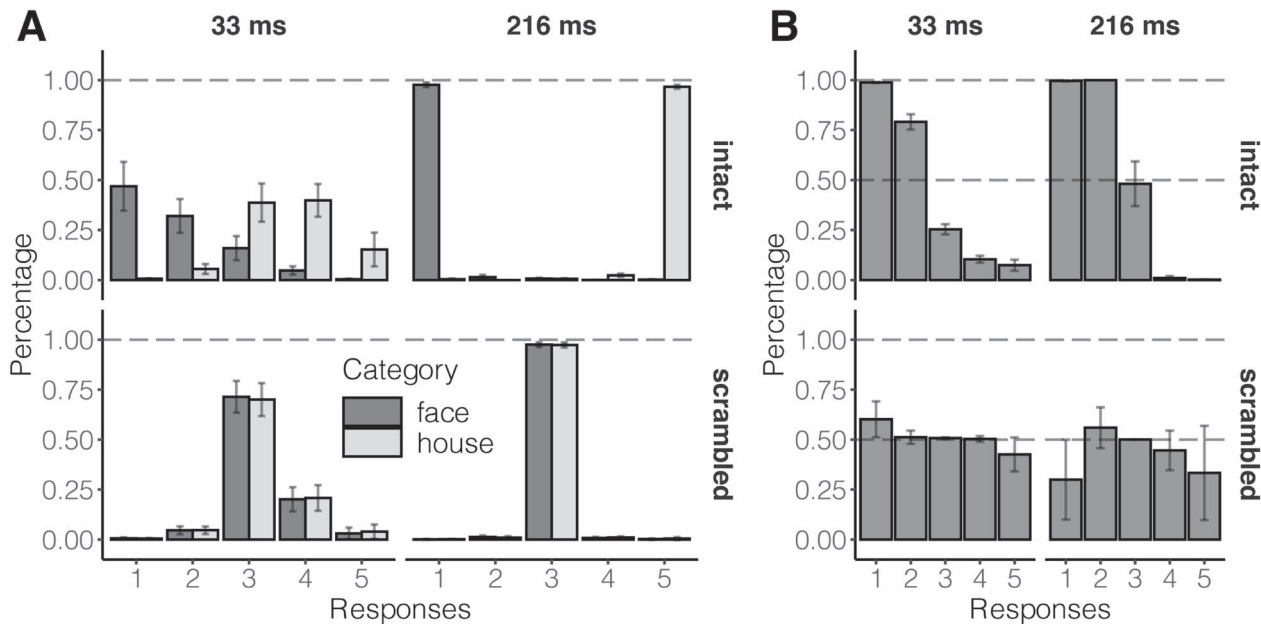 A
33 ms
216 ms
Percentage
1.00
0.75
0.50
0.25
0.00
intact
1.00
0.75
0.50
0.25
0.00
scrambled
Category
face
house
1 2 3 4 5
1 2 3 4 5
Responses
B
33 ms
216 ms
Percentage
1.00
0.75
0.50
0.25
0.00
intact
1.00
0.75
0.50
0.25
0.00
scrambled
1 2 3 4 5
1 2 3 4 5
Responses